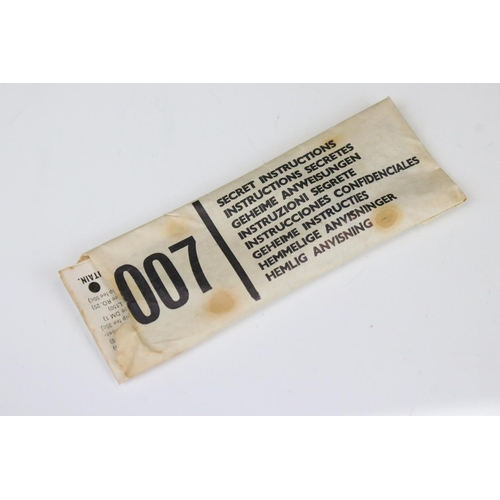 007
SECRET INSTRUCTIONS
INSTRUCTIONS SECRETES
GEHEIME ANWEISUNGEN
INSTRUZIONI SEGRETE
INSTRUCCIONES CONFIDENCIALES
GEHEIME INSTRUCTIES
HEMMELIGE ANVISNINGER
HEMLIG ANVISNING